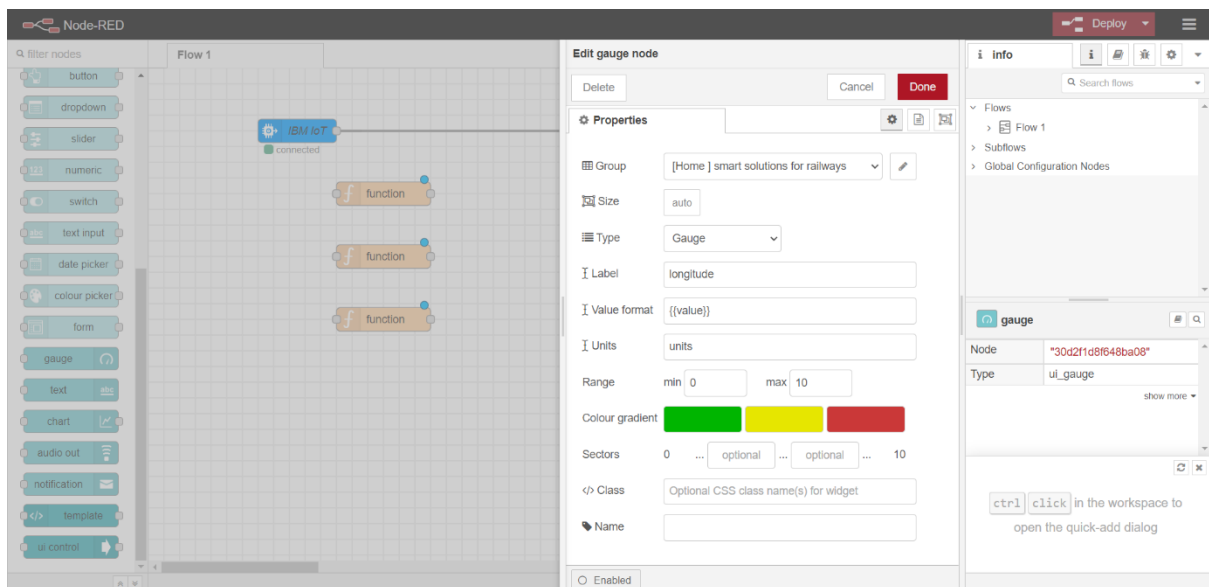 Node-RED
Deploy
filter nodes
button
dropdown
slider
numeric
switch
text input
date picker
colour picker
form
gauge
text
chart
audio out
notification
template
ui control
Flow 1
IBM IoT
connected
function
function
function
Edit gauge node
Delete
Cancel
Done
Properties
Group
[Home ] smart solutions for railways
Size
auto
Type
Gauge
Label
longitude
Value format
{{value}}
Units
units
Range
min 0
max 10
Colour gradient
Sectors
0 ... optional ... optional ... 10
</> Class
Optional CSS class name(s) for widget
Name
Enabled
i info
i
Search flows
Flows
Flow 1
Subflows
Global Configuration Nodes
gauge
Node "30d2f1d8f648ba08"
Type ui_gauge
show more
ctrl click in the workspace to
open the quick-add dialog